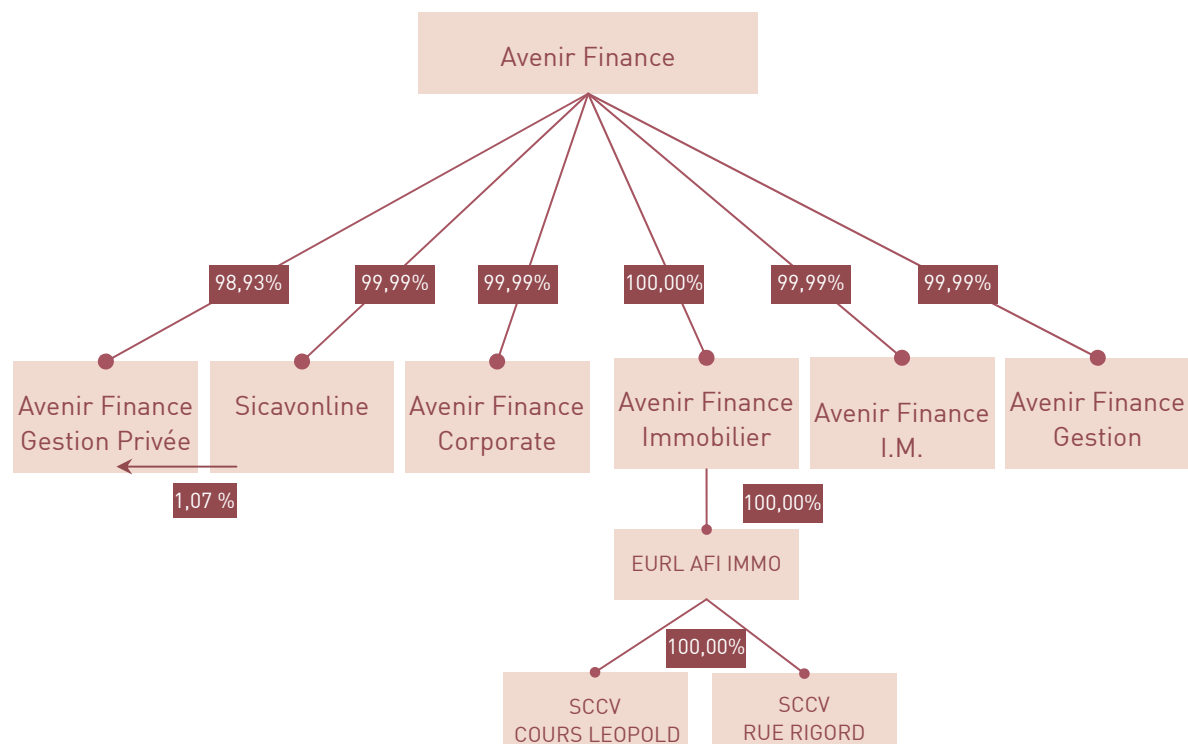 Avenir Finance
98,93%
99,99%
99,99%
100,00%
99,99%
99,99%
Avenir Finance
Gestion Privée
Sicavonline
Avenir Finance
Corporate
Avenir Finance
Immobilier
Avenir Finance
I.M.
Avenir Finance
Gestion
1,07 %
100,00%
EURL AFI IMMO
100,00%
SCCV
COURS LEOPOLD
SCCV
RUE RIGORD